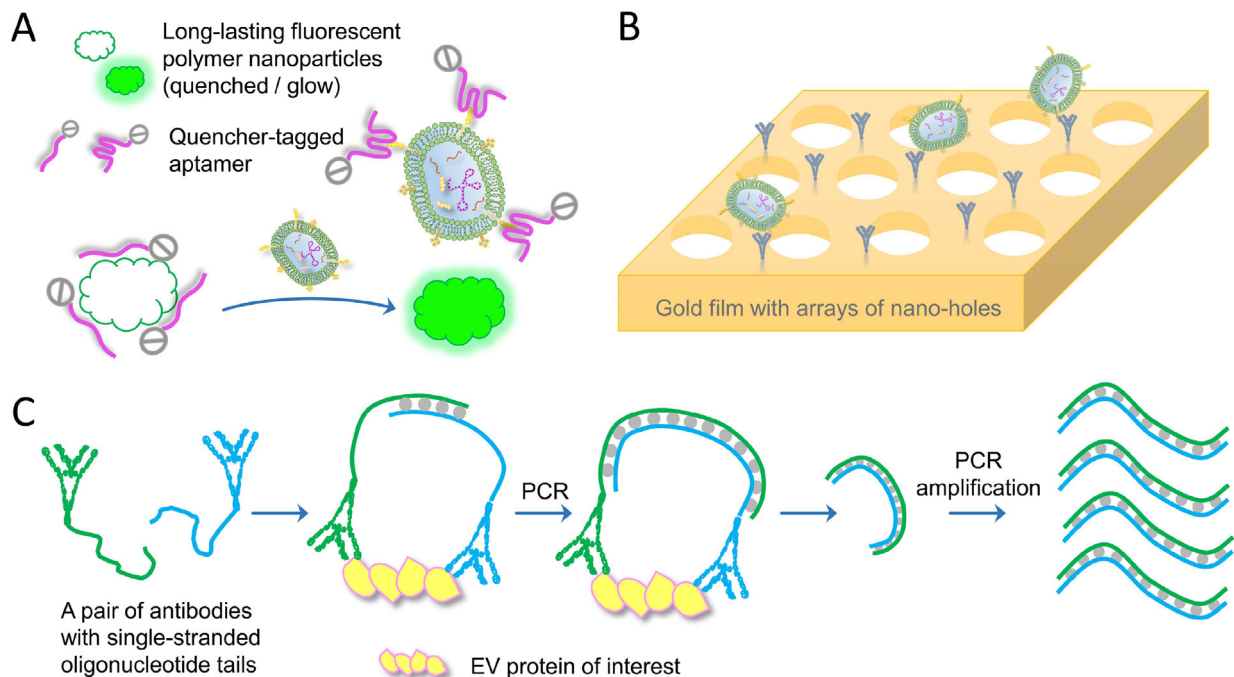 A
Long-lasting fluorescent
polymer nanoparticles
(quenched / glow)
Quencher-tagged
aptamer
B
Gold film with arrays of nano-holes
C
PCR
PCR
amplification
A pair of antibodies
with single-stranded
oligonucleotide tails
EV protein of interest